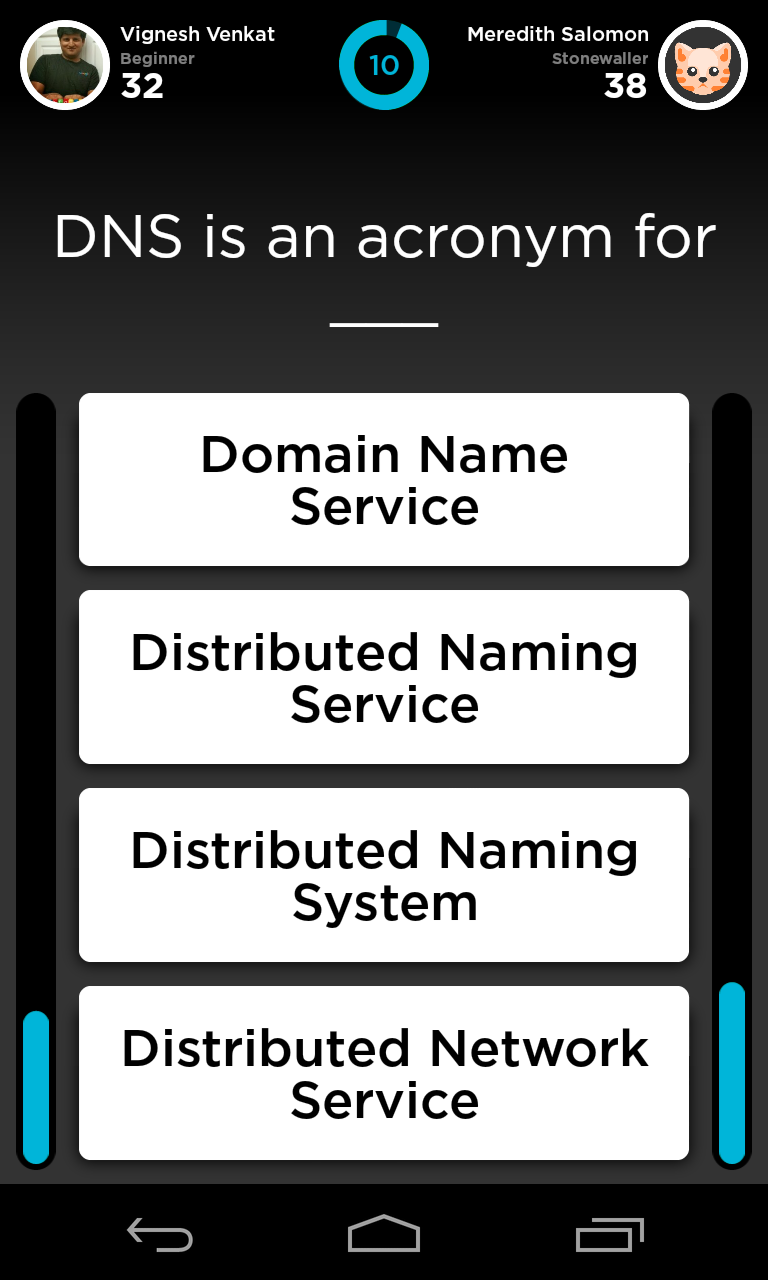 Vignesh Venkat
Beginner
32
10
Meredith Salomon
Stonewaller
38
DNS is an acronym for
____
Domain Name
Service
Distributed Naming
Service
Distributed Naming
System
Distributed Network
Service